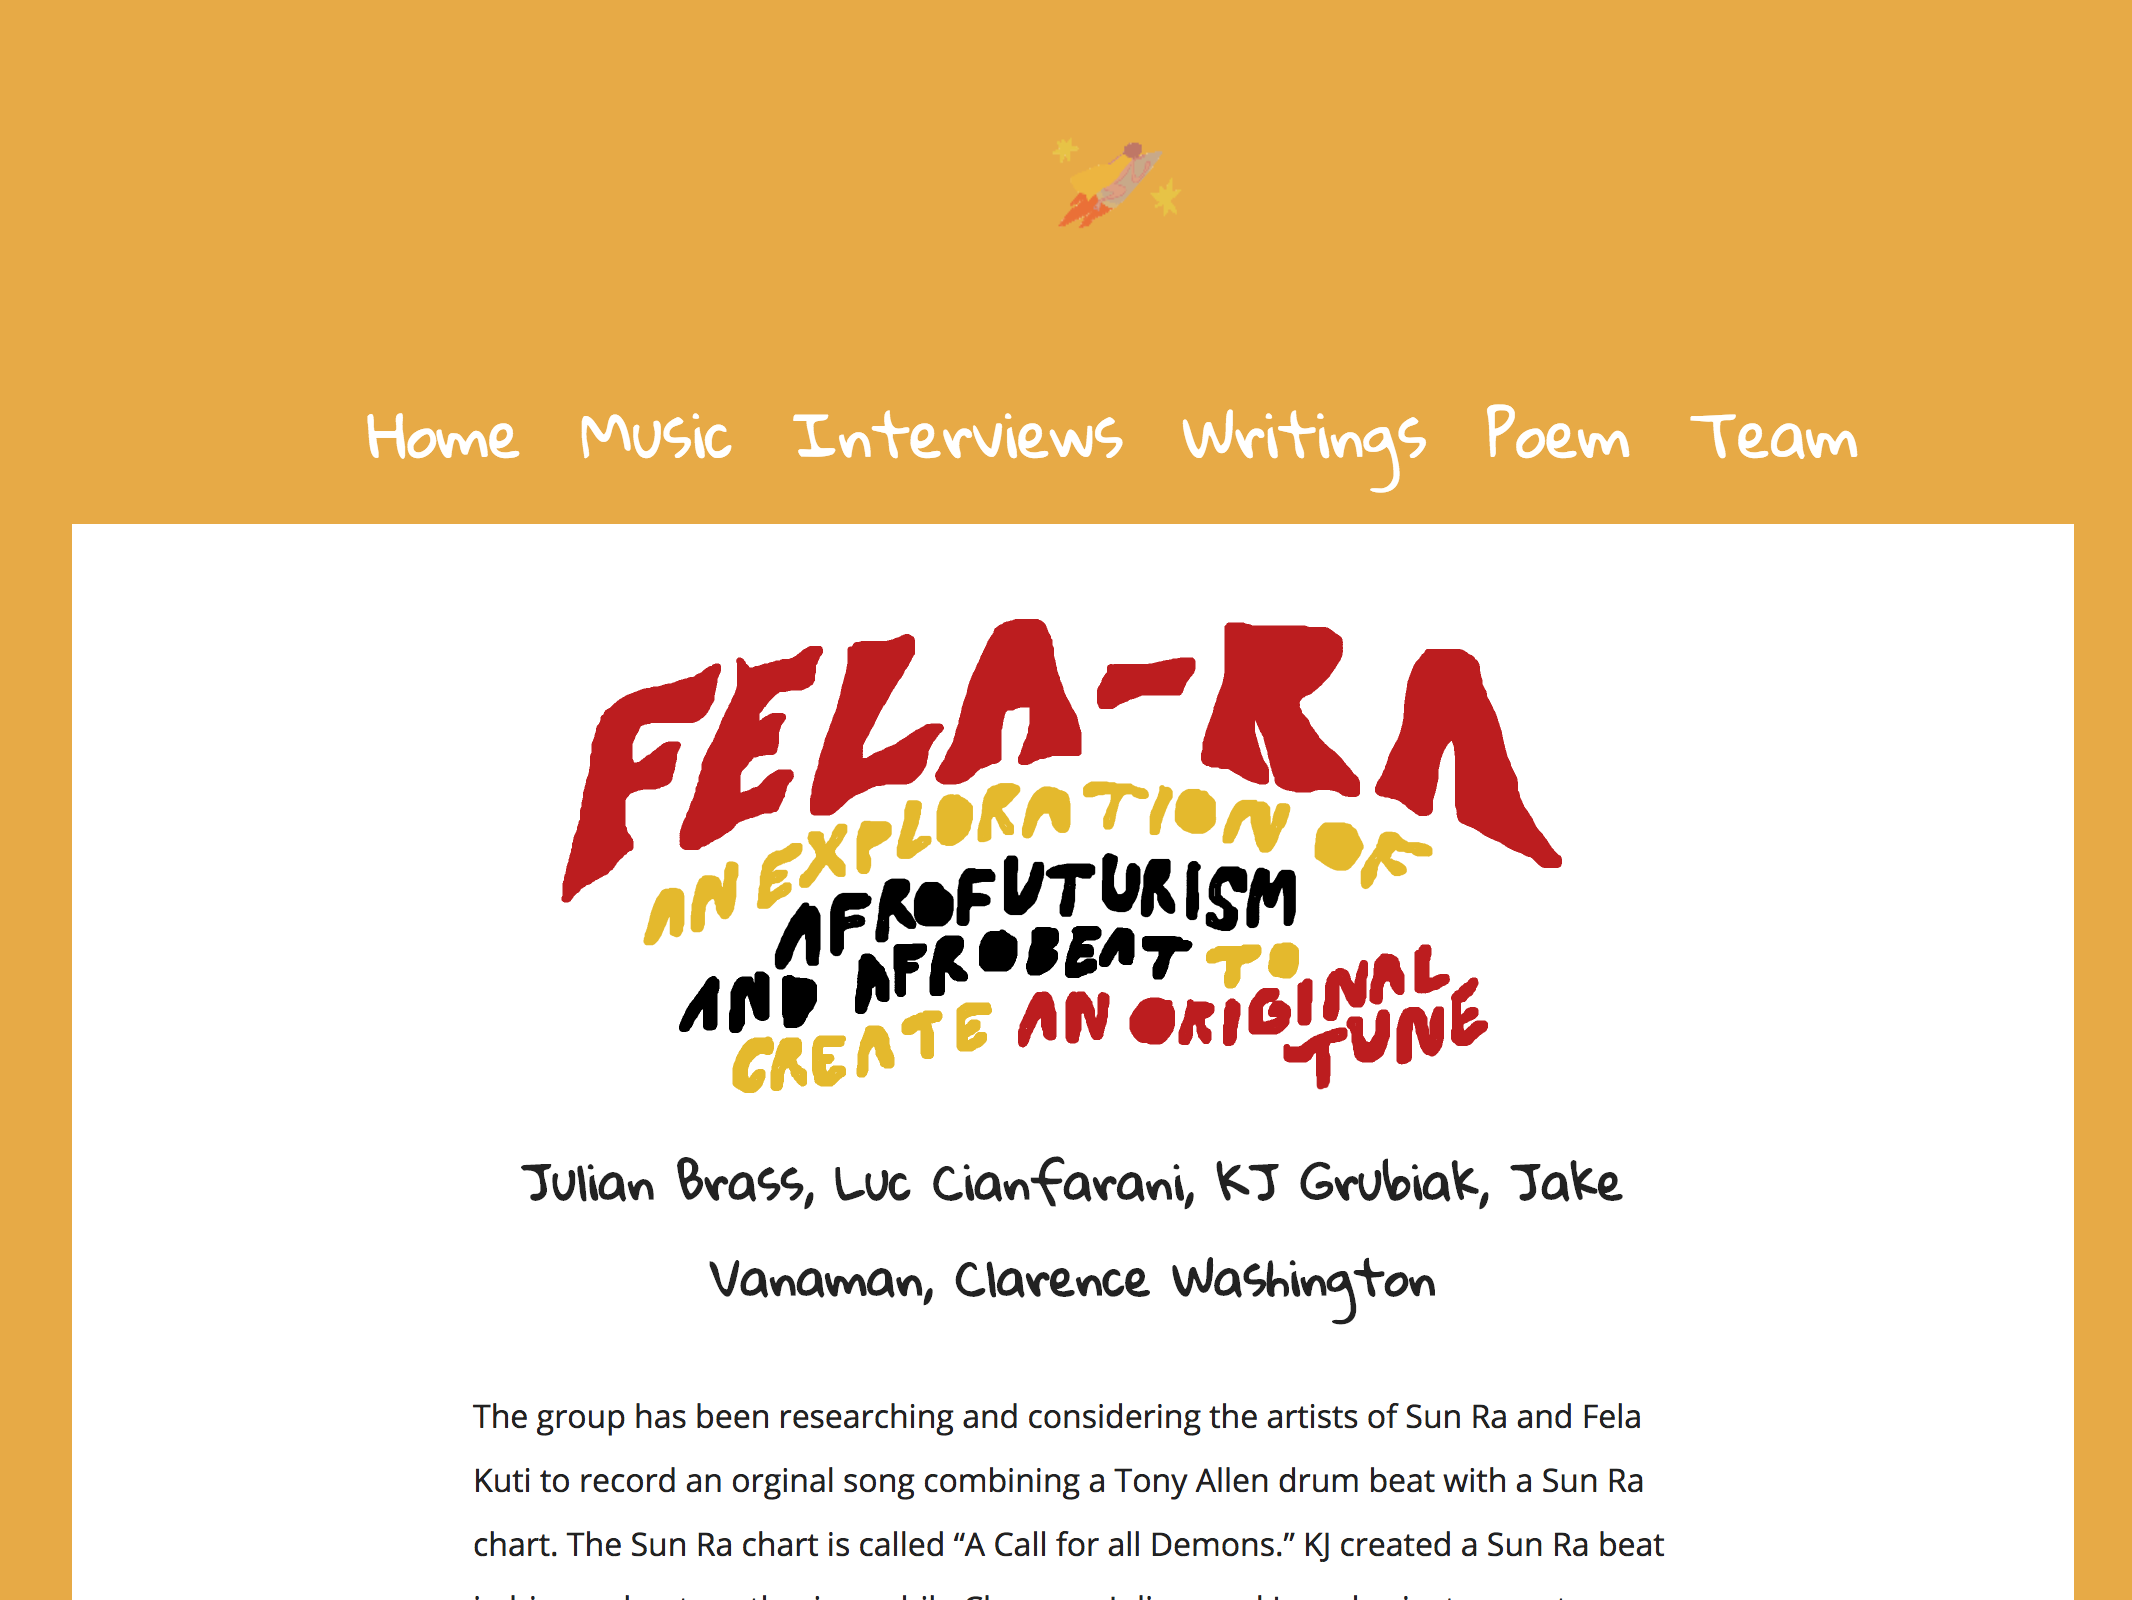 Home Music Interviews Writings Poem Team
FELA-RA
AN EXPLORATION OF
AFROFUTURISM
AND AFROBEAT TO
CREATE AN ORIGINAL
TUNE
Julian Brass, Luc Cianfarani, KJ Grubiak, Jake
Vanaman, Clarence Washington
The group has been researching and considering the artists of Sun Ra and Fela
Kuti to record an orginal song combining a Tony Allen drum beat with a Sun Ra
chart. The Sun Ra chart is called “A Call for all Demons.” KJ created a Sun Ra beat